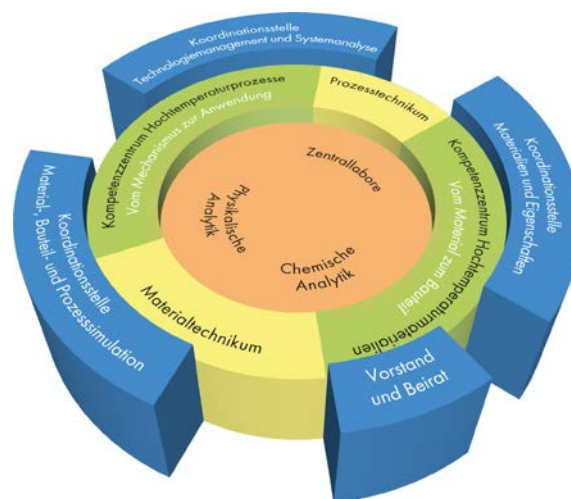 Koordinationsstelle
Technologiemanagement und Systemanalyse
Kompetenzzentrum Hochtemperaturprozesse
Vom Mechanismus zur Anwendung
Prozesstechnikum
Koordinationsstelle
Materialien und Eigenschaften
Kompetenzzentrum Hochtemperaturmaterialien
Vom Material zum Bauteil
Zentrallabore
Physikalische
Analytik
Chemische
Analytik
Koordinationsstelle
Material-, Bauteil- und Prozesssimulation
Materialtechnikum
Vorstand
und Beirat